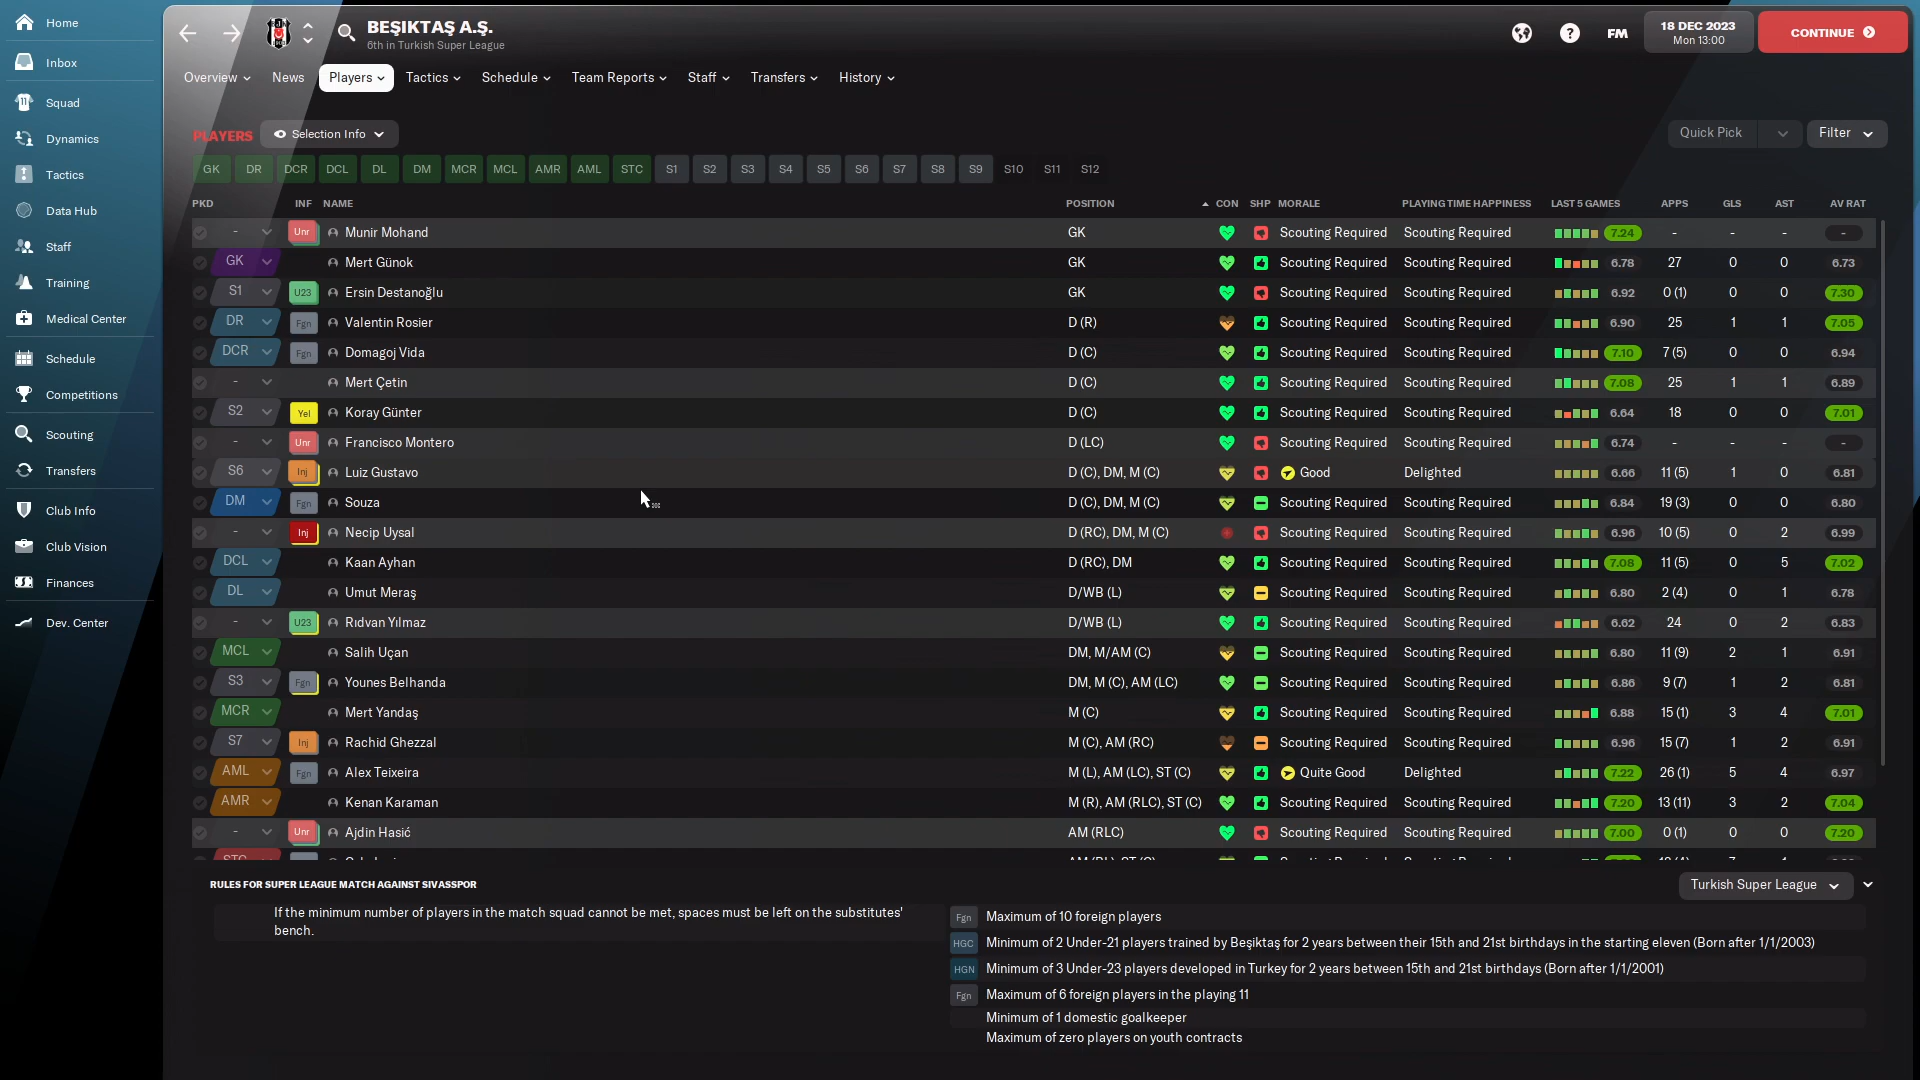 Home
Inbox
Squad
Dynamics
Tactics
Data Hub
Staff
Training
Medical Center
Schedule
Competitions
Scouting
Transfers
Club Info
Club Vision
Finances
Dev. Center
BEŞIKTAŞ A.Ş.
6th in Turkish Super League
FM
18 DEC 2023
Mon 13:00
CONTINUE
Overview News Players Tactics Schedule Team Reports Staff Transfers History
PLAYERS Selection Info Quick Pick Filter
GK DR DCR DCL DL DM MCR MCL AMR AML STC S1 S2 S3 S4 S5 S6 S7 S8 S9 S10 S11 S12
PKD INF NAME POSITION CON SHP MORALE PLAYING TIME HAPPINESS LAST 5 GAMES APPS GLS AST AV RAT
- Unr Munir Mohand GK Scouting Required Scouting Required 7.24 - - - -
GK Mert Günok GK Scouting Required Scouting Required 6.78 27 0 0 6.73
S1 U23 Ersin Destanoğlu GK Scouting Required Scouting Required 6.92 0 (1) 0 0 7.30
DR Fgn Valentin Rosier D (R) Scouting Required Scouting Required 6.90 25 1 1 7.05
DCR Fgn Domagoj Vida D (C) Scouting Required Scouting Required 7.10 7 (5) 0 0 6.94
- Mert Çetin D (C) Scouting Required Scouting Required 7.08 25 1 1 6.89
S2 Yel Koray Günter D (C) Scouting Required Scouting Required 6.64 18 0 0 7.01
- Unr Francisco Montero D (LC) Scouting Required Scouting Required 6.74 - - - -
S6 Inj Luiz Gustavo D (C), DM, M (C) Good Delighted 6.66 11 (5) 1 0 6.81
DM Fgn Souza D (C), DM, M (C) Scouting Required Scouting Required 6.84 19 (3) 0 0 6.80
- Inj Necip Uysal D (RC), DM, M (C) Scouting Required Scouting Required 6.96 10 (5) 0 2 6.99
DCL Kaan Ayhan D (RC), DM Scouting Required Scouting Required 7.08 11 (5) 0 5 7.02
DL Umut Meraş D/WB (L) Scouting Required Scouting Required 6.80 2 (4) 0 1 6.78
- U23 Rıdvan Yılmaz D/WB (L) Scouting Required Scouting Required 6.62 24 0 2 6.83
MCL Salih Uçan DM, M/AM (C) Scouting Required Scouting Required 6.80 11 (9) 2 1 6.91
S3 Fgn Younes Belhanda DM, M (C), AM (LC) Scouting Required Scouting Required 6.86 9 (7) 1 2 6.81
MCR Mert Yandaş M (C) Scouting Required Scouting Required 6.88 15 (1) 3 4 7.01
S7 Inj Rachid Ghezzal M (C), AM (RC) Scouting Required Scouting Required 6.96 15 (7) 1 2 6.91
AML Fgn Alex Teixeira M (L), AM (LC), ST (C) Quite Good Delighted 7.22 26 (1) 5 4 6.97
AMR Kenan Karaman M (R), AM (RLC), ST (C) Scouting Required Scouting Required 7.20 13 (11) 3 2 7.04
- Unr Ajdin Hasić AM (RLC) Scouting Required Scouting Required 7.00 0 (1) 0 0 7.20
RULES FOR SUPER LEAGUE MATCH AGAINST SIVASSPOR Turkish Super League
If the minimum number of players in the match squad cannot be met, spaces must be left on the substitutes'
bench.
Fgn Maximum of 10 foreign players
HGC Minimum of 2 Under-21 players trained by Beşiktaş for 2 years between their 15th and 21st birthdays in the starting eleven (Born after 1/1/2003)
HGN Minimum of 3 Under-23 players developed in Turkey for 2 years between 15th and 21st birthdays (Born after 1/1/2001)
Fgn Maximum of 6 foreign players in the playing 11
Minimum of 1 domestic goalkeeper
Maximum of zero players on youth contracts